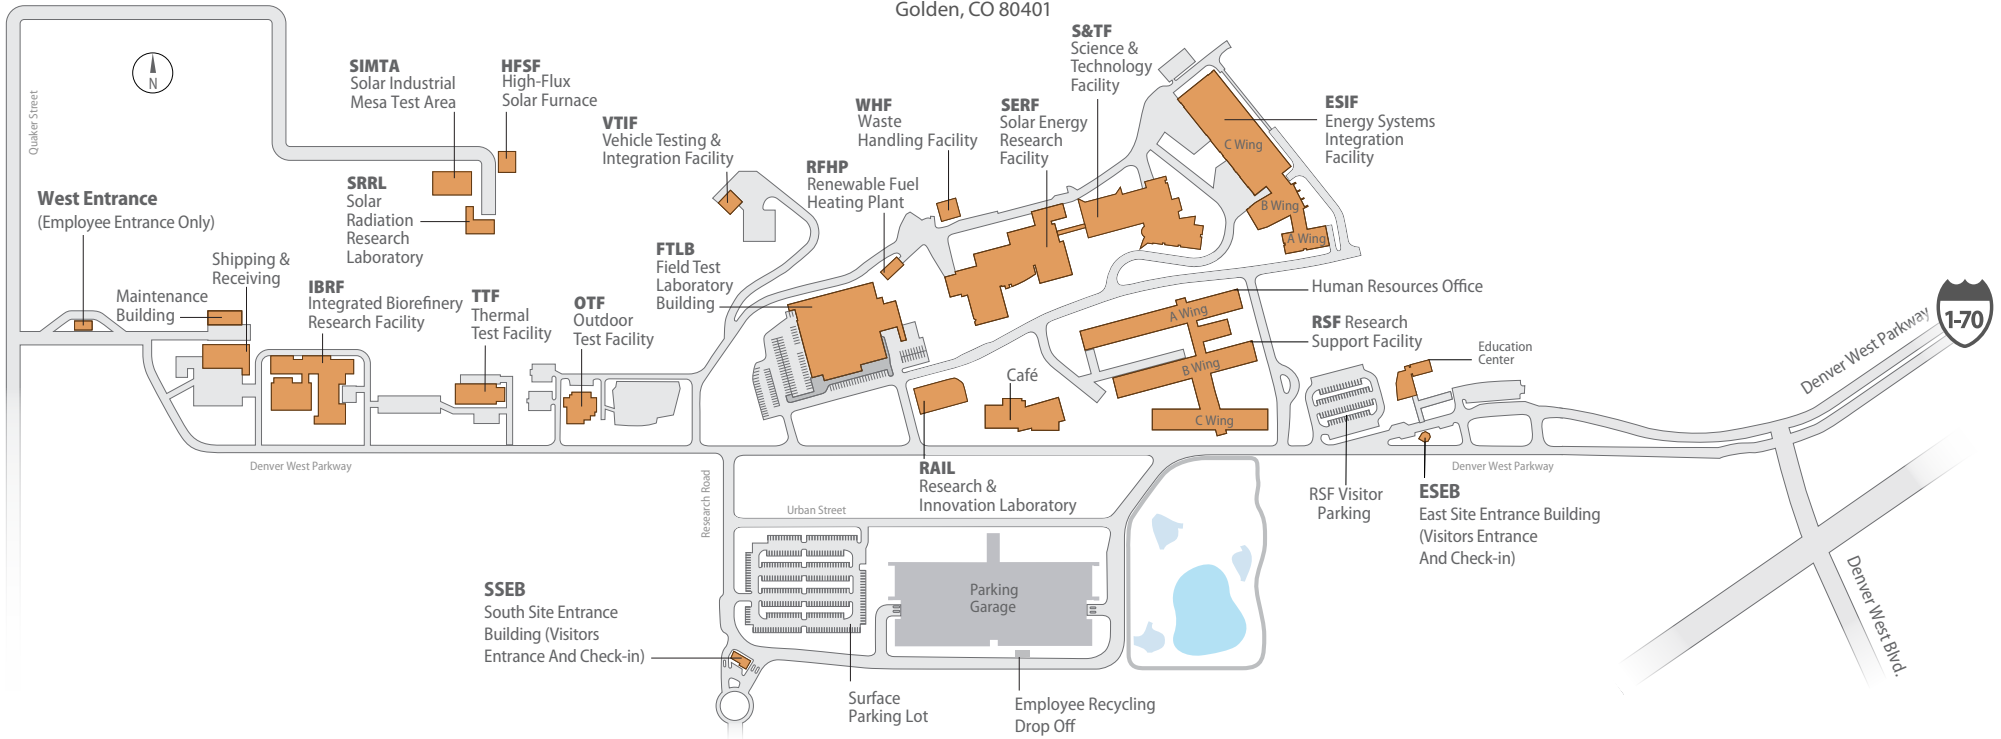 Golden, CO 80401
N
Quaker Street
SIMTA
Solar Industrial
Mesa Test Area
HFSF
High-Flux
Solar Furnace
VTIF
Vehicle Testing &
Integration Facility
WHF
Waste
Handling Facility
SERF
Solar Energy
Research
Facility
S&TF
Science &
Technology
Facility
ESIF
Energy Systems
Integration
Facility
C Wing
B Wing
A Wing
RFHP
Renewable Fuel
Heating Plant
SRRL
Solar
Radiation
Research
Laboratory
West Entrance
(Employee Entrance Only)
Shipping &
Receiving
Maintenance
Building
IBRF
Integrated Biorefinery
Research Facility
TTF
Thermal
Test Facility
OTF
Outdoor
Test Facility
FTLB
Field Test
Laboratory
Building
Human Resources Office
A Wing
RSF Research
Support Facility
B Wing
C Wing
Café
Education
Center
Denver West Parkway
1-70
Denver West Parkway
RAIL
Research &
Innovation Laboratory
Research Road
Urban Street
RSF Visitor
Parking
Denver West Parkway
ESEB
East Site Entrance Building
(Visitors Entrance
And Check-in)
Denver West Blvd.
SSEB
South Site Entrance
Building (Visitors
Entrance And Check-in)
Parking
Garage
Surface
Parking Lot
Employee Recycling
Drop Off